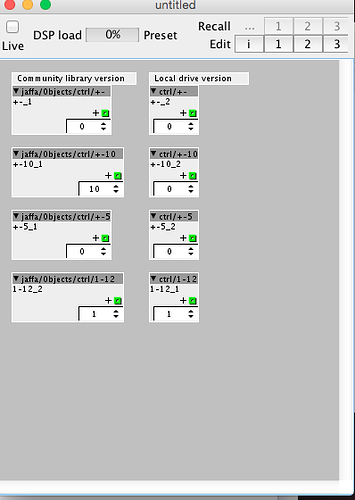 untitled
Live
DSP load 0% Preset
Recall ... 1 2 3
Edit i 1 2 3
Community library version
Local drive version
jaffa/Objects/ctrl/+-
+-_1
+
0
ctrl/+-
+-_2
+
0
jaffa/Objects/ctrl/+-10
+-10_1
+
10
ctrl/+-10
+-10_2
+
0
jaffa/Objects/ctrl/+-5
+-5_1
+
0
ctrl/+-5
+-5_2
+
0
jaffa/Objects/ctrl/1-12
1-12_2
+
1
ctrl/1-12
1-12_1
+
1